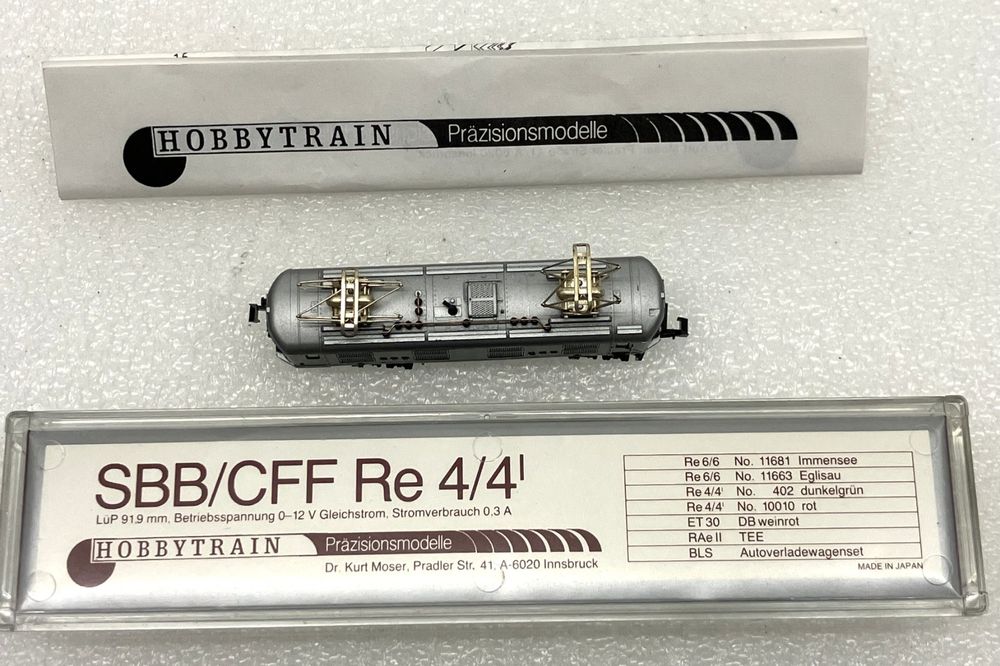 HOBBYTRAIN Präzisionsmodelle
SBB/CFF Re 4/4ᴵ
LüP 91,9 mm, Betriebsspannung 0–12 V Gleichstrom, Stromverbrauch 0,3 A
HOBBYTRAIN Präzisionsmodelle
Dr. Kurt Moser, Pradler Str. 41, A-6020 Innsbruck
Re 6/6 No. 11681 Immensee
Re 6/6 No. 11663 Eglisau
Re 4/4ᴵ No. 402 dunkelgrün
Re 4/4ᴵ No. 10010 rot
ET 30 DB weinrot
RAe II TEE
BLS Autoverladewagenset
MADE IN JAPAN